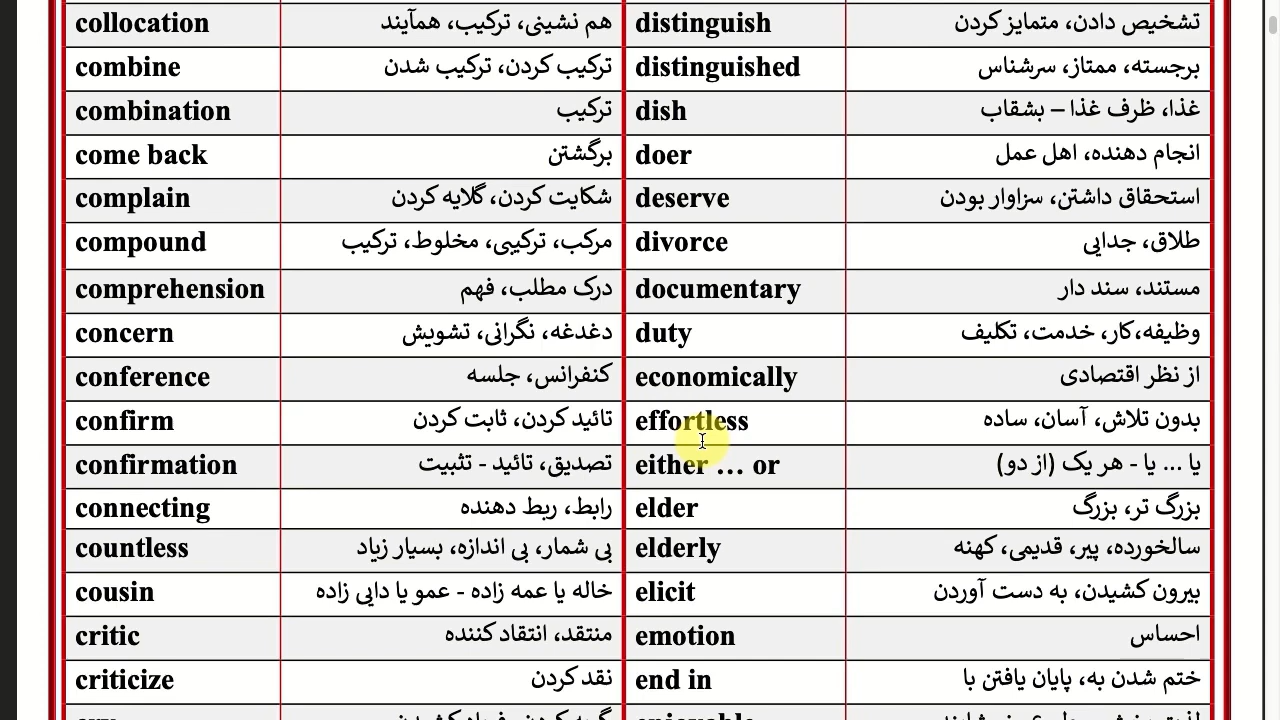 collocation هم نشینی، ترکیب، همآیند distinguish تشخیص دادن، متمایز کردن
combine ترکیب کردن، ترکیب شدن distinguished برجسته، ممتاز، سرشناس
combination ترکیب dish غذا، ظرف غذا – بشقاب
come back برگشتن doer انجام دهنده، اهل عمل
complain شکایت کردن، گلایه کردن deserve استحقاق داشتن، سزاوار بودن
compound مرکب، ترکیبی، مخلوط، ترکیب divorce طلاق، جدایی
comprehension درک مطلب، فهم documentary مستند، سند دار
concern دغدغه، نگرانی، تشویش duty وظیفه،کار، خدمت، تکلیف
conference کنفرانس، جلسه economically از نظر اقتصادی
confirm تائید کردن، ثابت کردن effortless بدون تلاش، آسان، ساده
confirmation تصدیق، تائید - تثبیت either … or یا ... یا - هر یک (از دو)
connecting رابط، ربط دهنده elder بزرگ تر، بزرگ
countless بی شمار، بی اندازه، بسیار زیاد elderly سالخورده، پیر، قدیمی، کهنه
cousin خاله یا عمه زاده - عمو یا دایی زاده elicit بیرون کشیدن، به دست آوردن
critic منتقد، انتقاد کننده emotion احساس
criticize نقد کردن end in ختم شدن به، پایان یافتن با